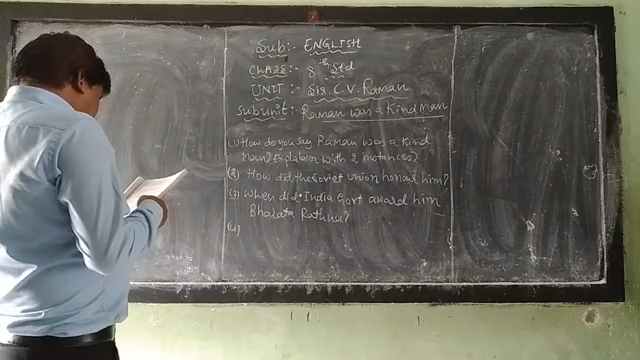 Sub:- ENGLISH
Class:- 8th Std
UNIT:- Sir. C.V. Raman
Subunit:- Raman was a Kind Man
(1) How do you say Raman was a Kind
Man? Explain with 2 instances?
(2) How did the Soviet union honour him?
(3) When did India Govt award him
Bharata Rathna?
(4)